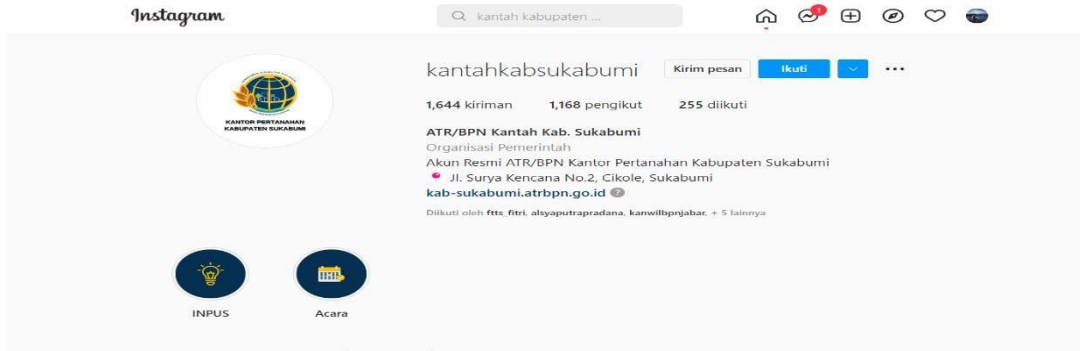 Instagram
kantah kabupaten ...
1
KANTOR PERTANAHAN
KABUPATEN SUKABUMI
kantahkabsukabumi Kirim pesan Ikuti
1,644 kiriman 1,168 pengikut 255 diikuti
ATR/BPN Kantah Kab. Sukabumi
Organisasi Pemerintah
Akun Resmi ATR/BPN Kantor Pertanahan Kabupaten Sukabumi
📍 Jl. Surya Kencana No.2, Cikole, Sukabumi
kab-sukabumi.atrbpn.go.id
Diikuti oleh ftts_fitri, alsyaputrapradana, kanwilbpnjabar, + 5 lainnya
INPUS Acara